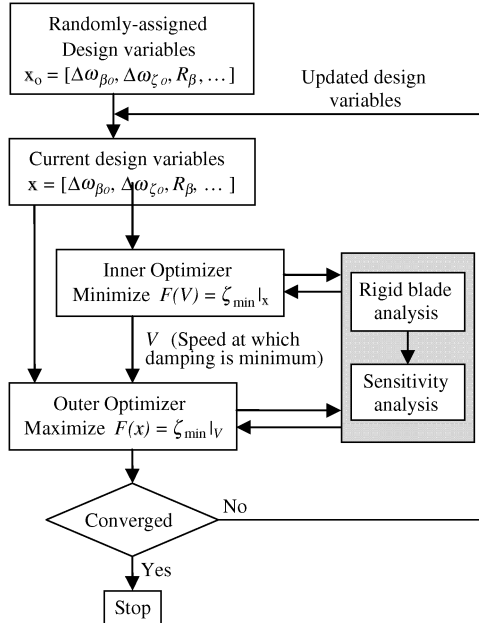 Randomly-assigned
Design variables
x₀ = [Δω_βo, Δω_ζo, R_β, ... ]
Updated design
variables
Current design variables
x = [Δω_βo, Δω_ζo, R_β, ... ]
Inner Optimizer
Minimize F(V) = ζ_min|_x
V (Speed at which
damping is minimum)
Rigid blade
analysis
Sensitivity
analysis
Outer Optimizer
Maximize F(x) = ζ_min|_V
Converged
No
Yes
Stop